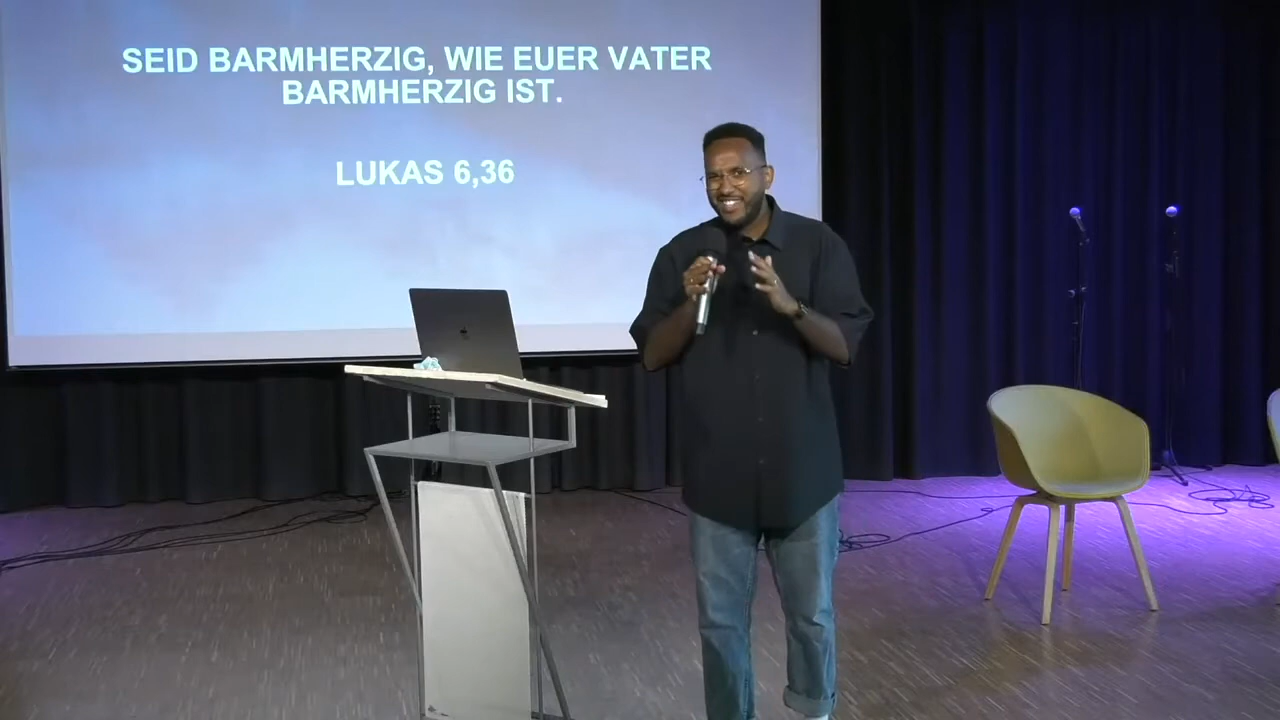 SEID BARMHERZIG, WIE EUER VATER
BARMHERZIG IST.
LUKAS 6,36